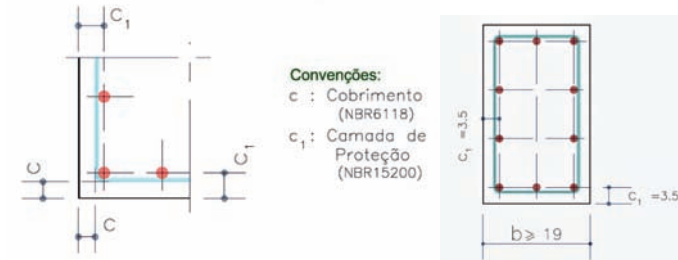 c₁
c
c
c₁
Convenções:
c : Cobrimento
(NBR6118)
c₁: Camada de
Proteção
(NBR15200)
c₁ =3.5
c₁ =3.5
b⩾ 19